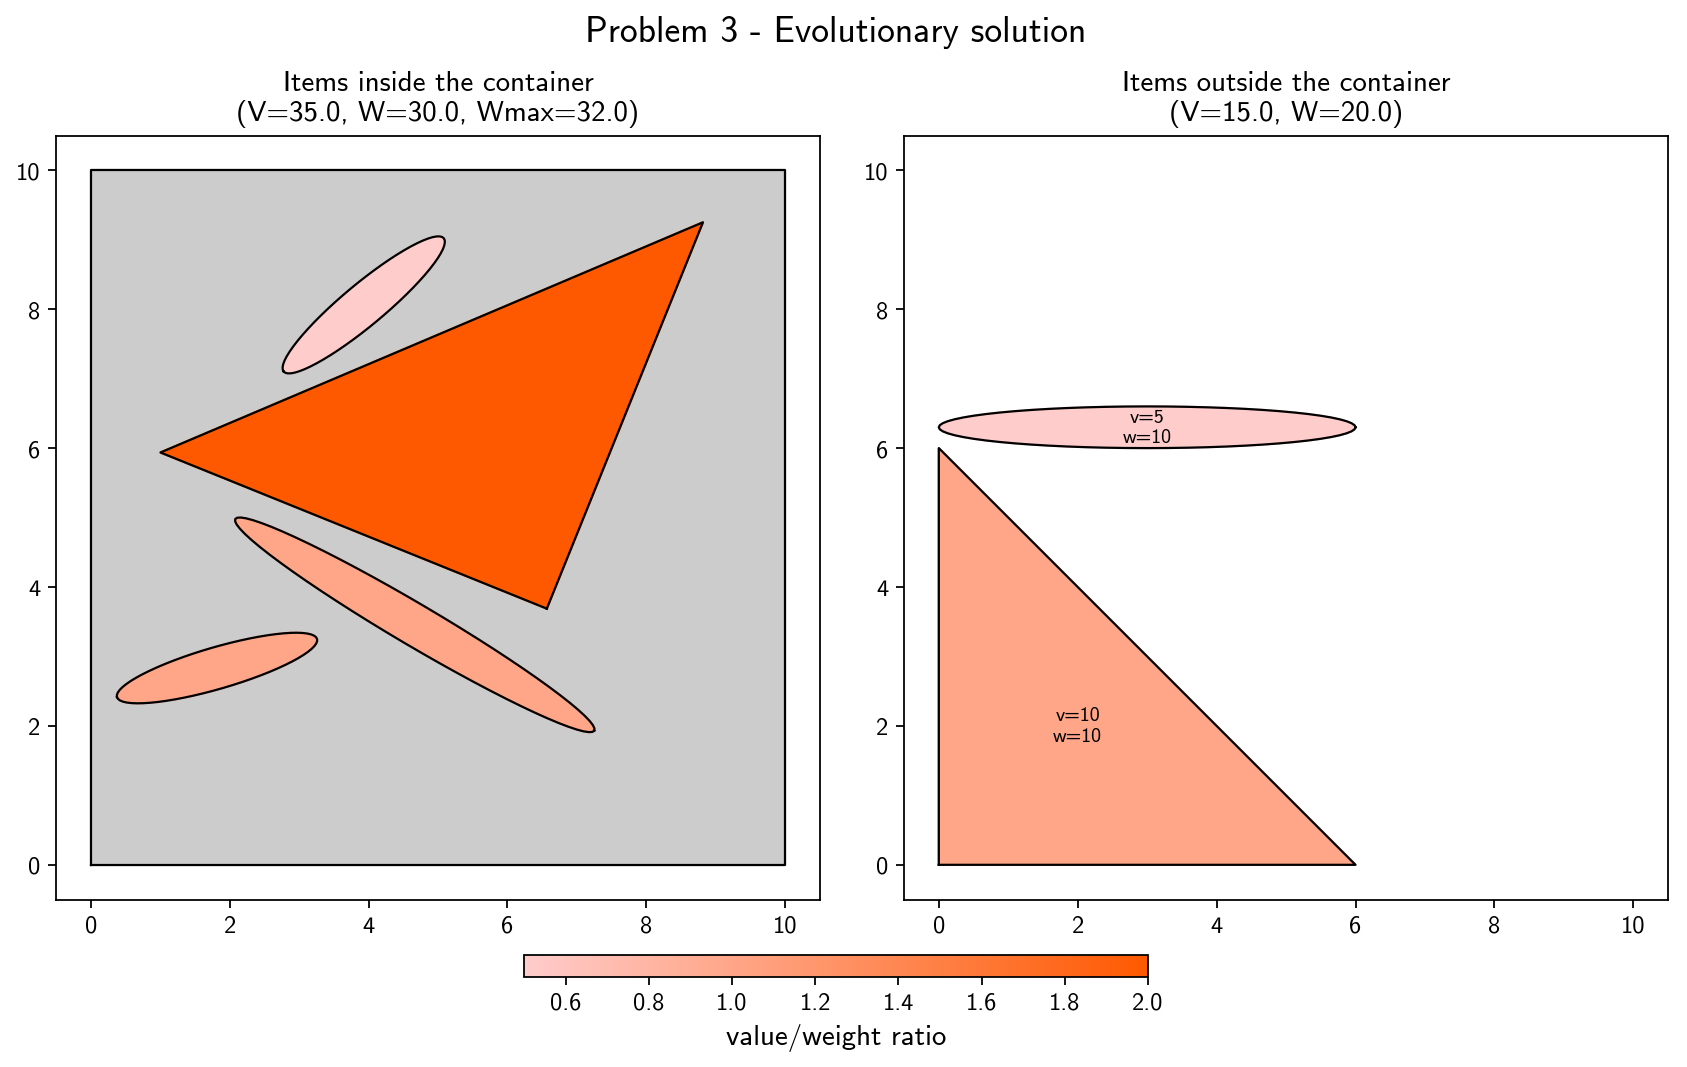 Problem 3 - Evolutionary solution
Items inside the container
(V=35.0, W=30.0, Wmax=32.0)
10
8
6
4
2
0
0 2 4 6 8 10
Items outside the container
(V=15.0, W=20.0)
10
8
6
4
2
0
v=5
w=10
v=10
w=10
0 2 4 6 8 10
0.6 0.8 1.0 1.2 1.4 1.6 1.8 2.0
value/weight ratio